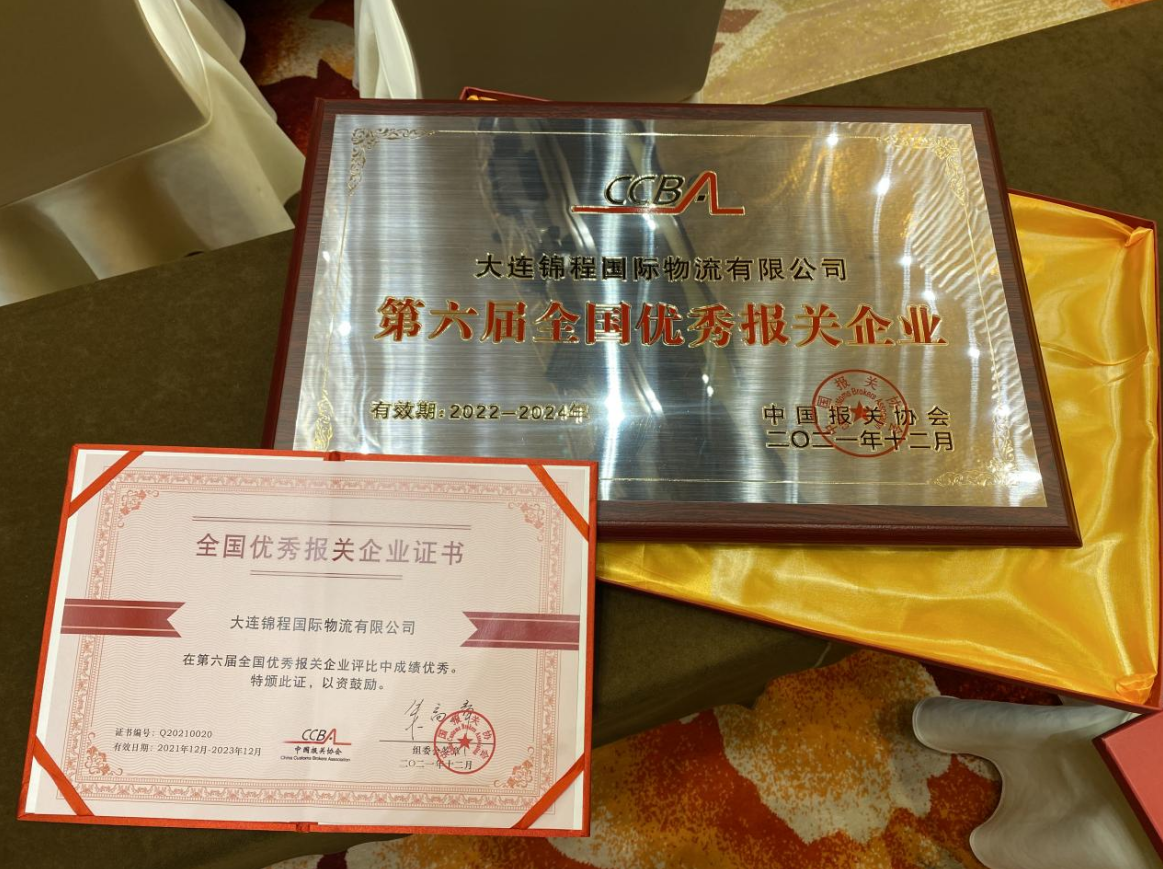 CCBA
大连锦程国际物流有限公司
第六届全国优秀报关企业
有效期：2022—2024年
中国报关协会
二〇二一年十二月
全国优秀报关企业证书
大连锦程国际物流有限公司
在第六届全国优秀报关企业评比中成绩优秀。
特颁此证，以资鼓励。
证书编号：Q20210020
有效日期：2021年12月-2023年12月
CCBA
中国报关协会
China Customs Brokers Association
二〇二一年十二月